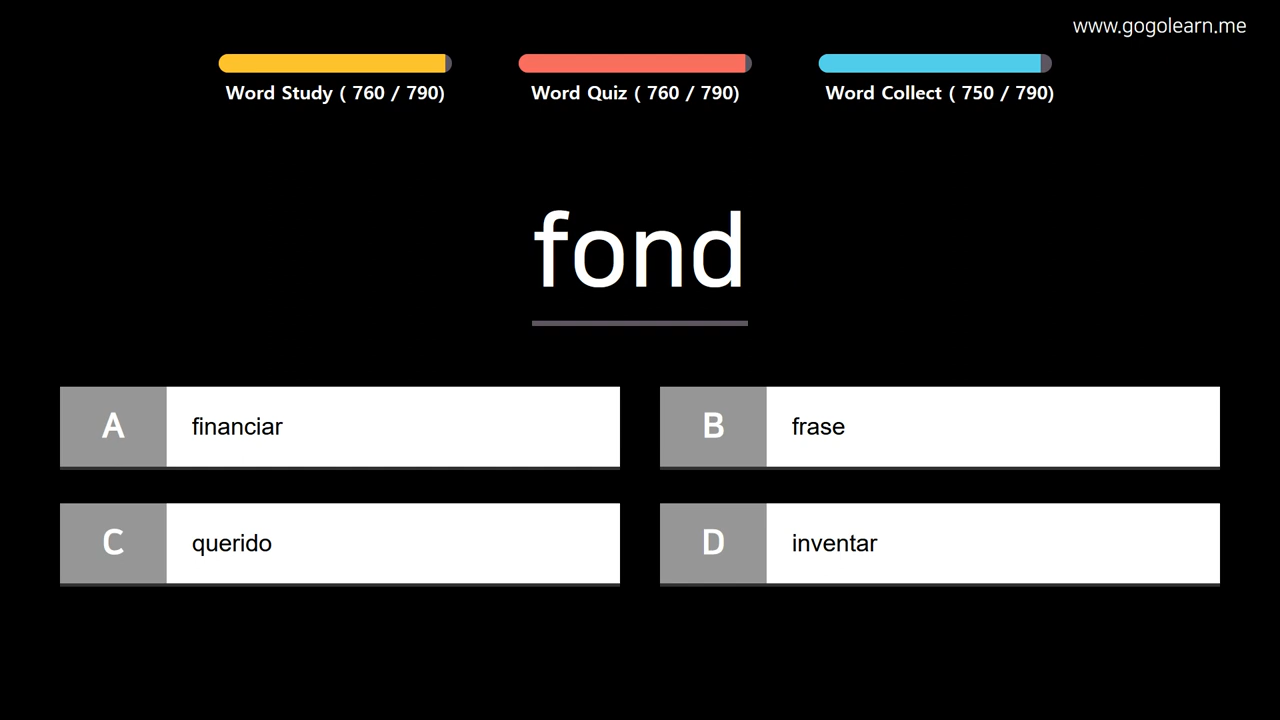 www.gogolearn.me
Word Study ( 760 / 790)
Word Quiz ( 760 / 790)
Word Collect ( 750 / 790)
fond
A financiar
B frase
C querido
D inventar